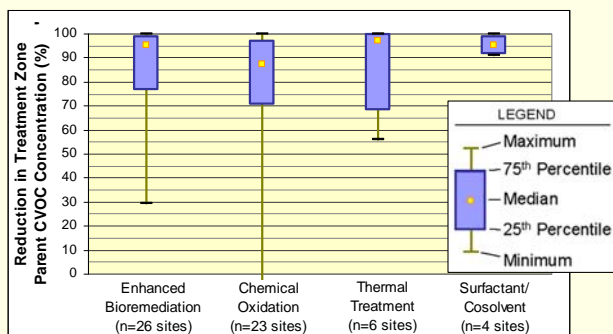 Reduction in Treatment Zone
Parent CVOC Concentration (%)
100
90
80
70
60
50
40
30
20
10
0
Enhanced
Bioremediation
(n=26 sites)
Chemical
Oxidation
(n=23 sites)
Thermal
Treatment
(n=6 sites)
Surfactant/
Cosolvent
(n=4 sites)
LEGEND
Maximum
75th Percentile
Median
25th Percentile
Minimum